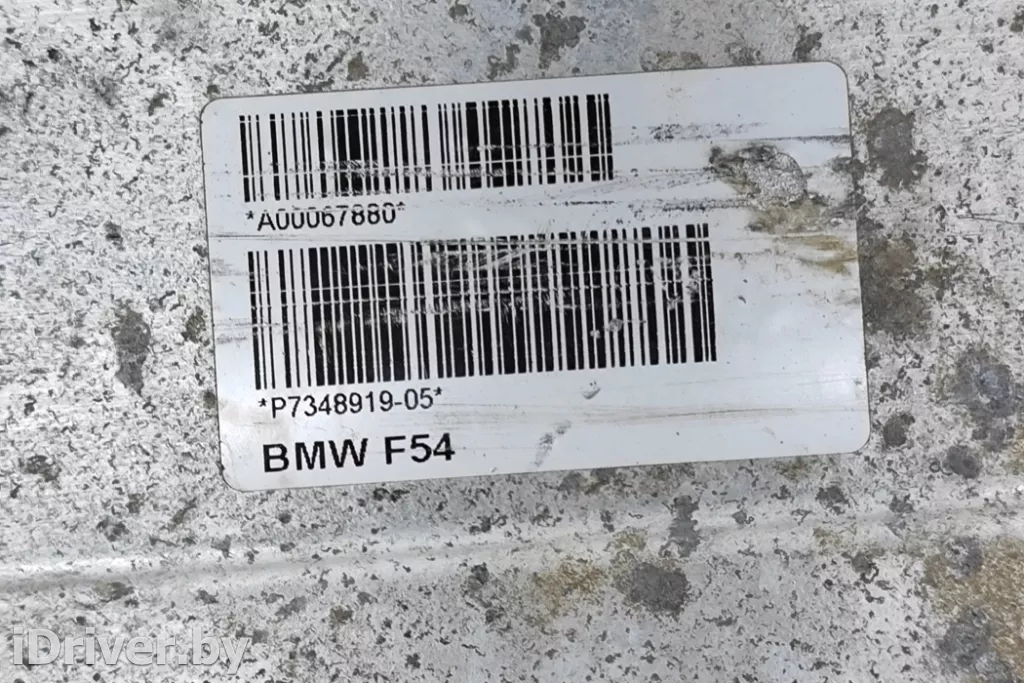 *A00067880*
*P7348919-05*
BMW F54
iDriver.by